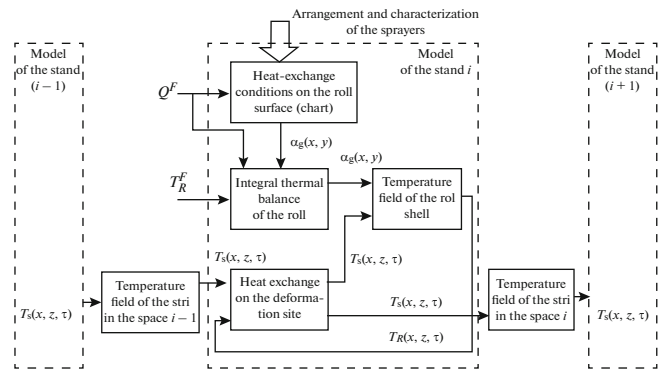 Arrangement and characterization
of the sprayers
Model
of the stand
(i – 1)
Model
of the stand i
Model
of the stand
(i + 1)
Heat-exchange
conditions on the roll
surface (chart)
Q^F
α_g(x, y)
α_g(x, y)
T_R^F
Integral thermal
balance
of the roll
Temperature
field of the rol
shell
T_s(x, z, τ)
T_s(x, z, τ)
Temperature
field of the stri
in the space i – 1
Heat exchange
on the deforma-
tion site
T_s(x, z, τ)
Temperature
field of the stri
in the space i
T_s(x, z, τ)
T_s(x, z, τ)
T_R(x, z, τ)